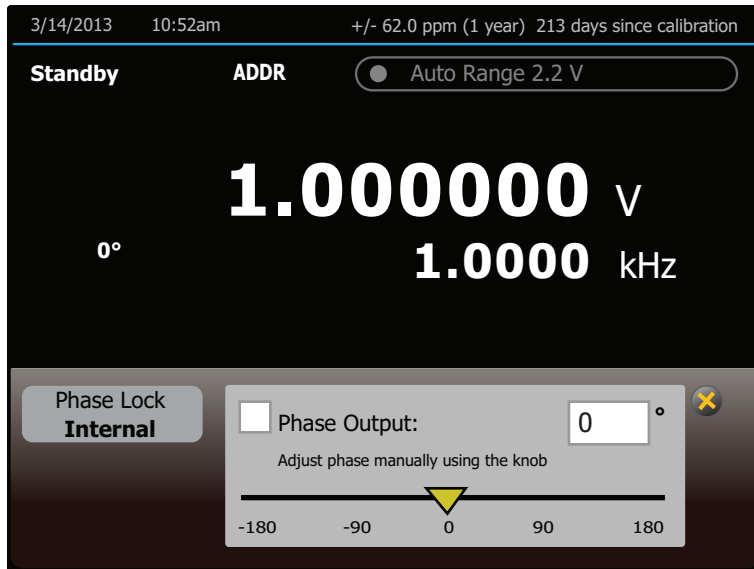 3/14/2013 10:52am +/- 62.0 ppm (1 year) 213 days since calibration
Standby ADDR Auto Range 2.2 V
1.000000 V
0° 1.0000 kHz
Phase Lock
Internal
Phase Output: 0 °
Adjust phase manually using the knob
-180 -90 0 90 180